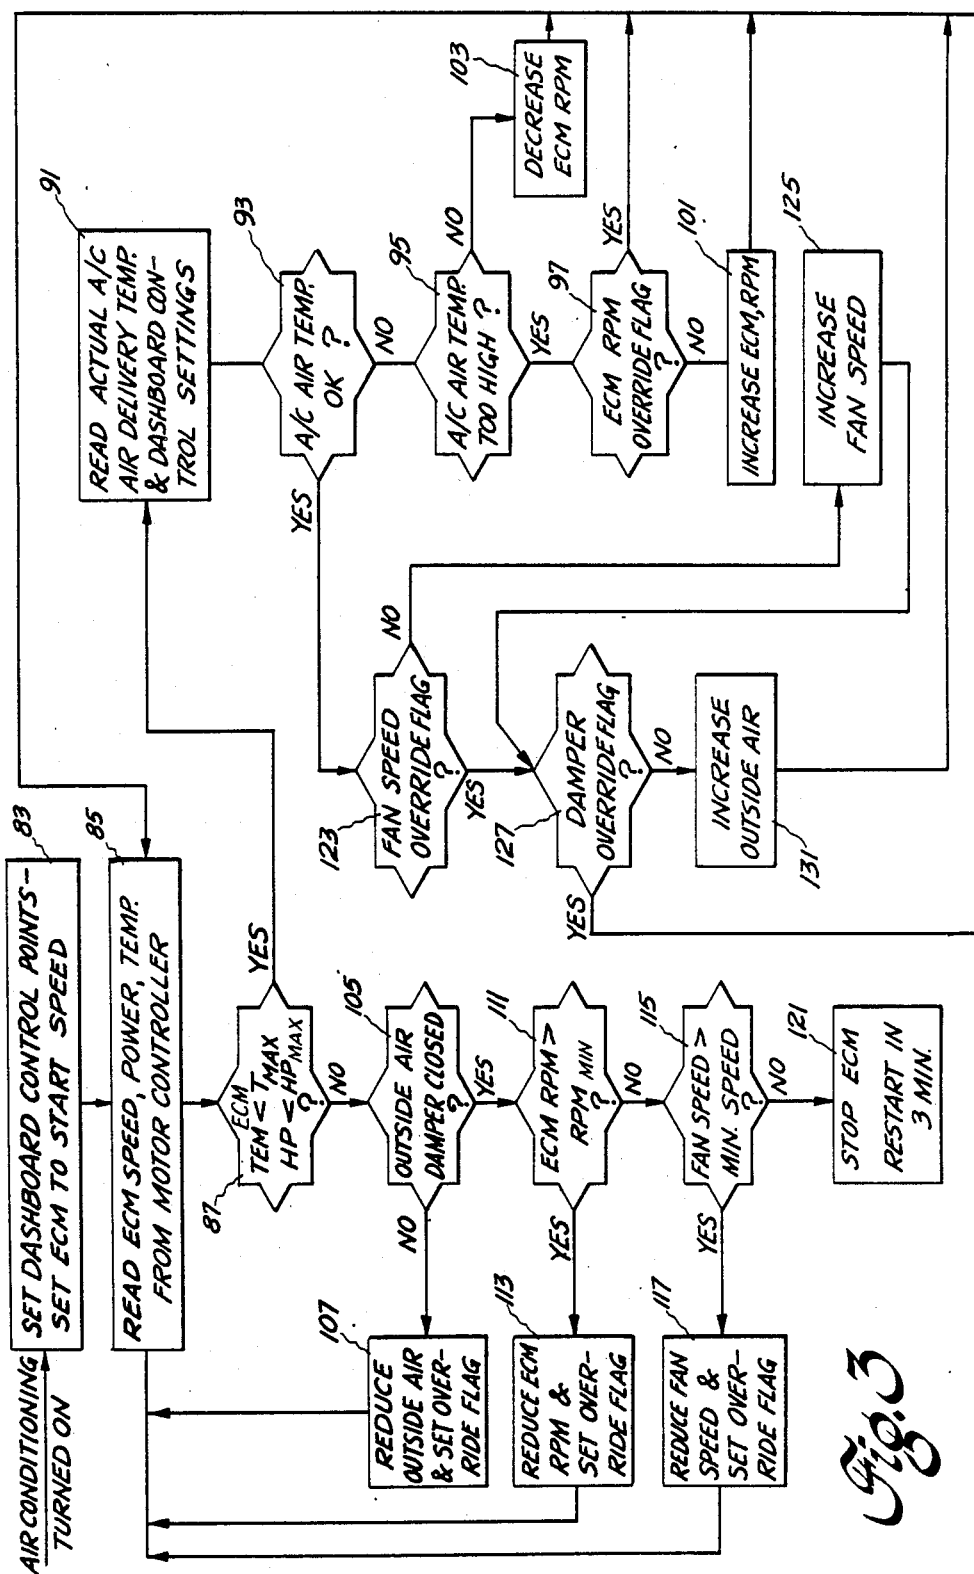 AIR CONDITIONING
TURNED ON
SET DASHBOARD CONTROL POINTS-
SET ECM TO START SPEED
83
READ ECM SPEED, POWER, TEMP.
FROM MOTOR CONTROLLER
85
ECM
TEM < TMAX
HP < HPMAX
?
87
YES
NO
READ ACTUAL A/C
AIR DELIVERY TEMP.
& DASHBOARD CON-
TROL SETTINGS
91
A/C AIR TEMP.
OK ?
93
YES
NO
A/C AIR TEMP.
TOO HIGH ?
95
NO
YES
DECREASE
ECM RPM
103
ECM RPM
OVERRIDE FLAG
?
97
YES
NO
INCREASE ECM, RPM
101
INCREASE
FAN SPEED
125
FAN SPEED
OVERRIDE FLAG
?
123
NO
YES
DAMPER
OVERRIDE FLAG
?
127
YES
NO
INCREASE
OUTSIDE AIR
131
OUTSIDE AIR
DAMPER CLOSED
?
105
NO
YES
REDUCE
OUTSIDE AIR
& SET OVER-
RIDE FLAG
107
ECM RPM >
RPM MIN
?
111
YES
NO
REDUCE ECM
RPM &
SET OVER-
RIDE FLAG
113
FAN SPEED >
MIN. SPEED
?
115
YES
NO
REDUCE FAN
SPEED &
SET OVER-
RIDE FLAG
117
STOP ECM
RESTART IN
3 MIN.
121
Fig. 3